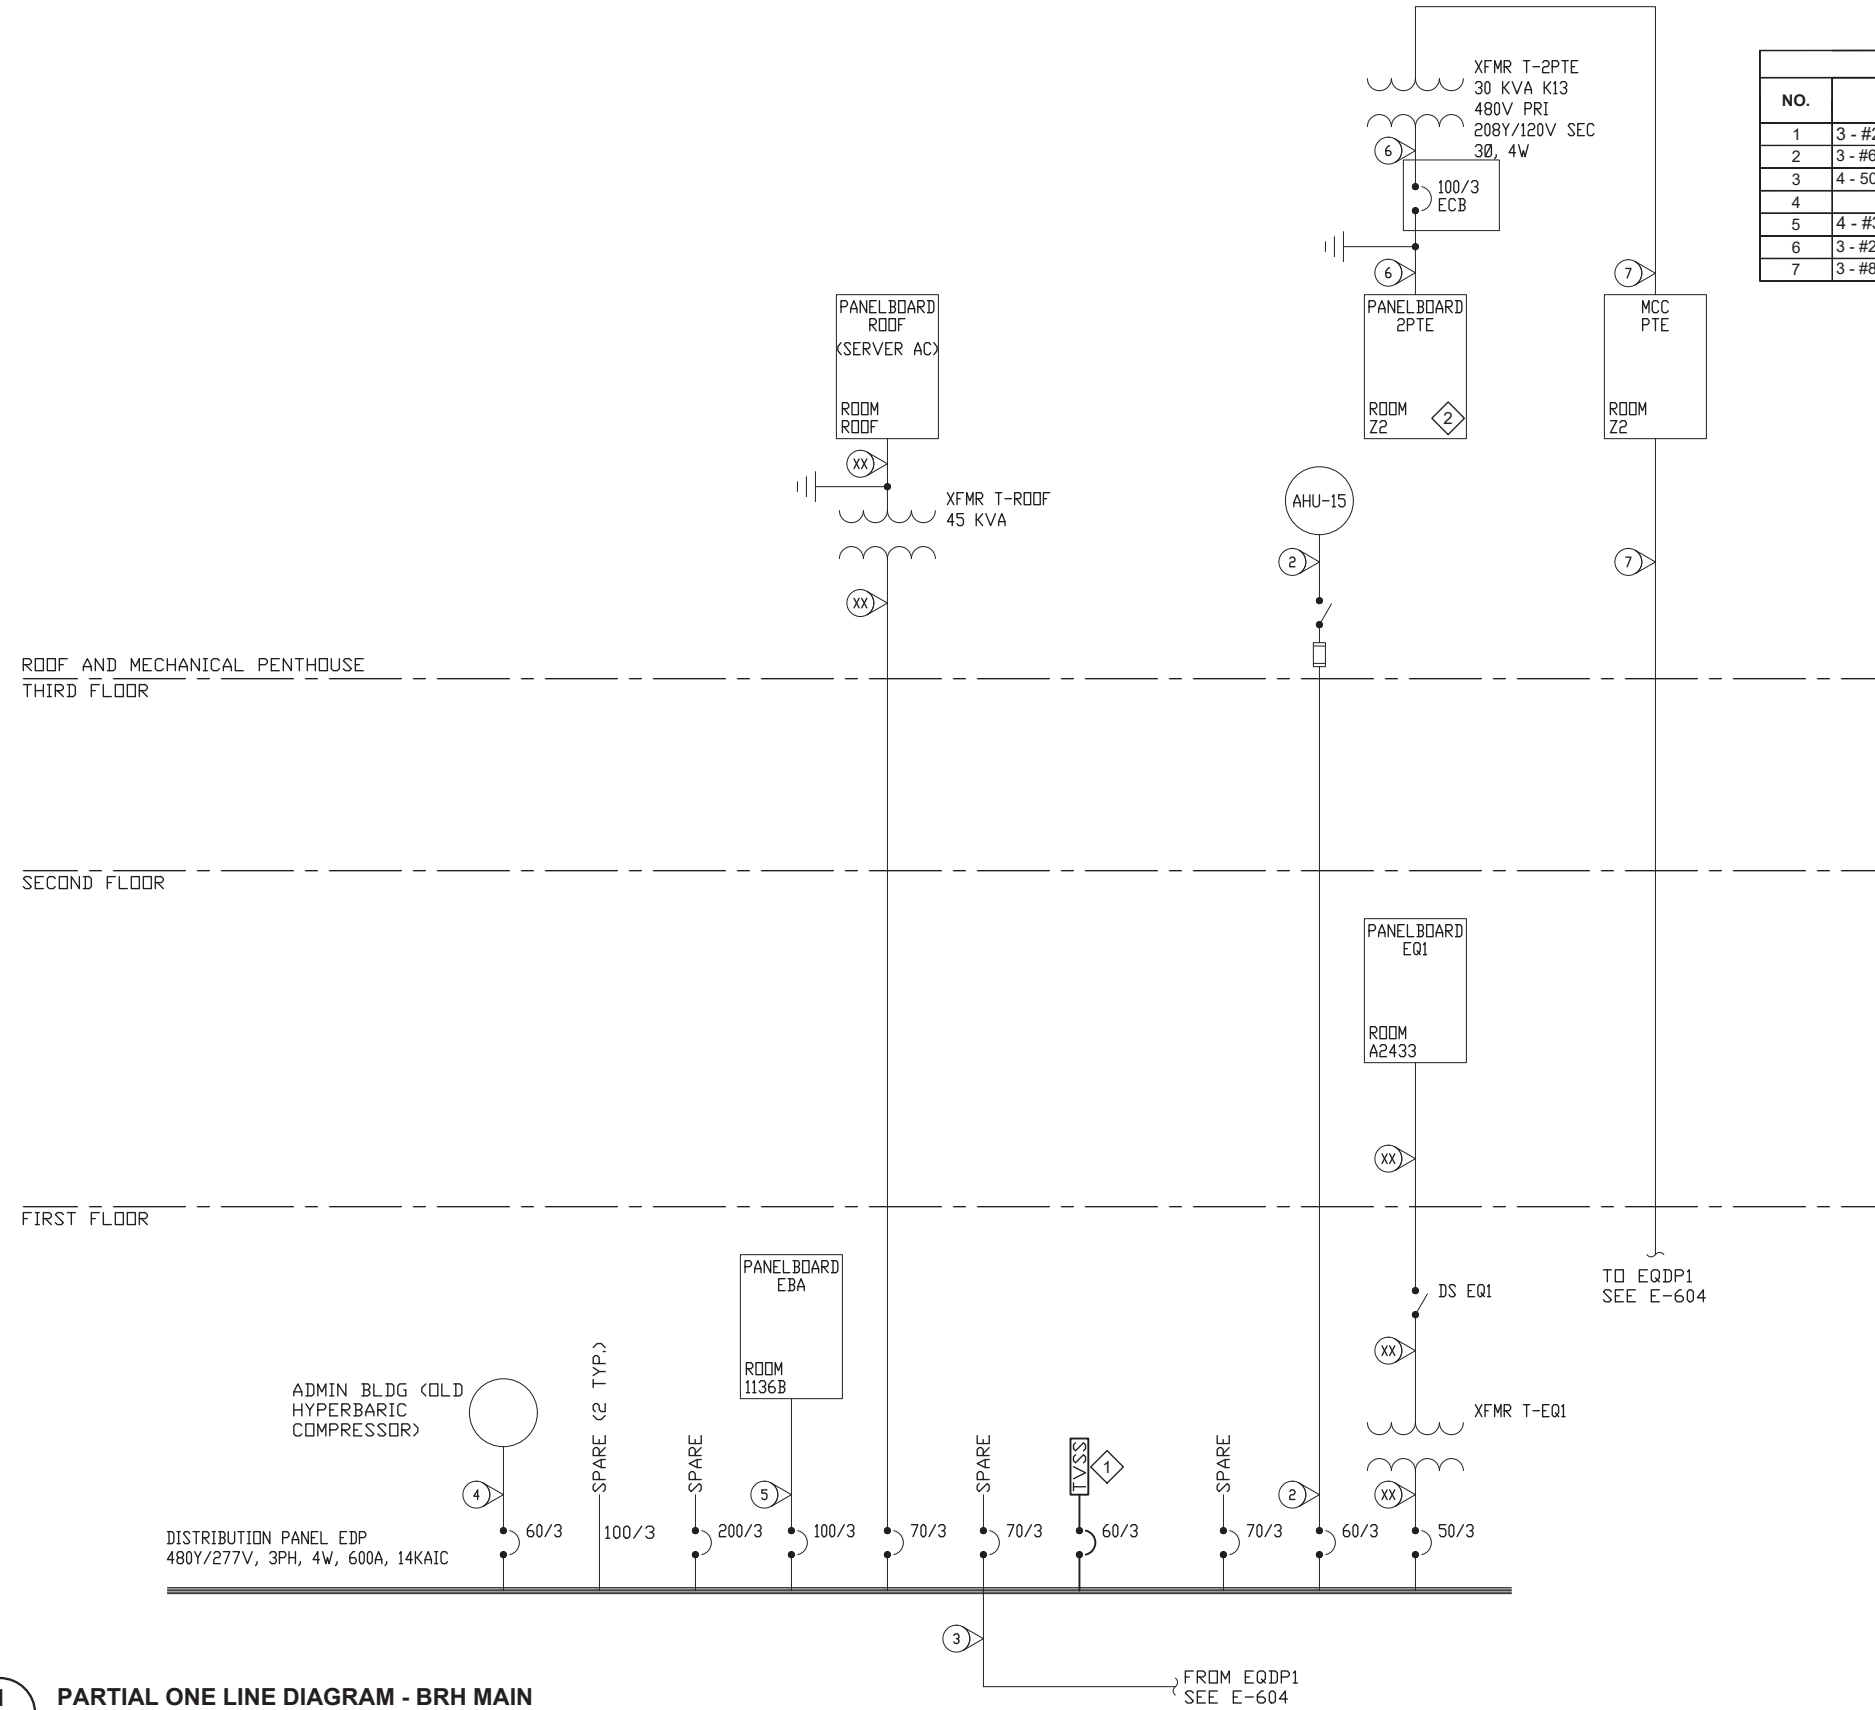 XFMR T-2PTE
30 KVA K13
480V PRI
208Y/120V SEC
3Ø, 4W
6
100/3
ECB
6
PANELBOARD
2PTE
ROOM
Z2
2
7
MCC
PTE
ROOM
Z2
7
NO.
1 3 - #2
2 3 - #6
3 4 - 50
4
5 4 - #3
6 3 - #2
7 3 - #8
PANELBOARD
ROOF
(SERVER AC)
ROOM
ROOF
XX
XFMR T-ROOF
45 KVA
XX
AHU-15
2
ROOF AND MECHANICAL PENTHOUSE
THIRD FLOOR
SECOND FLOOR
PANELBOARD
EQ1
ROOM
A2433
XX
FIRST FLOOR
PANELBOARD
EBA
ROOM
1136B
DS EQ1
XX
TO EQDP1
SEE E-604
ADMIN BLDG (OLD
HYPERBARIC
COMPRESSOR)
SPARE (2 TYP.)
SPARE
SPARE
TVSS
1
SPARE
XFMR T-EQ1
4
5
2
XX
DISTRIBUTION PANEL EDP
480Y/277V, 3PH, 4W, 600A, 14KAIC
60/3
100/3
200/3
100/3
70/3
70/3
60/3
70/3
60/3
50/3
3
FROM EQDP1
SEE E-604
PARTIAL ONE LINE DIAGRAM - BRH MAIN